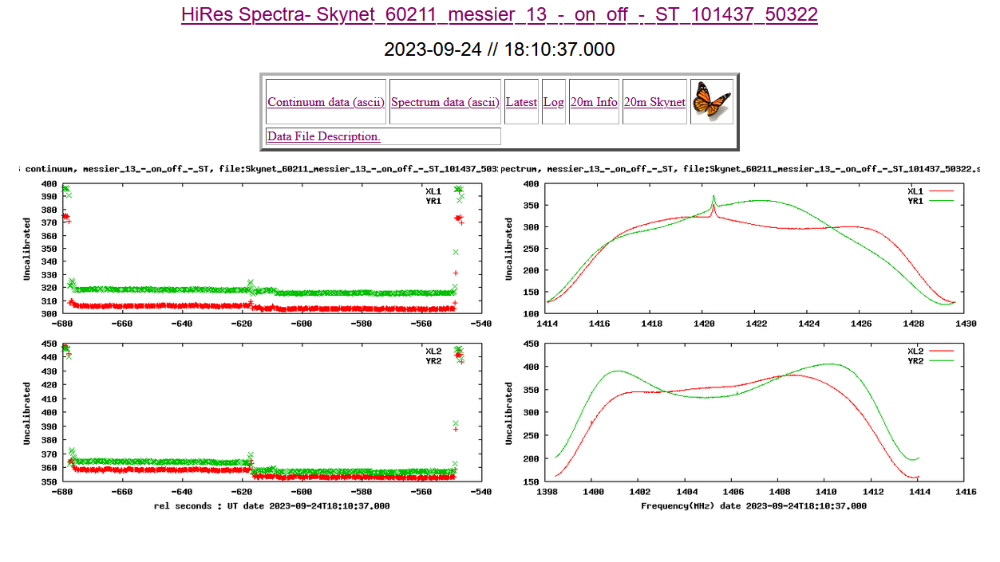 HiRes Spectra- Skynet_60211_messier_13_-_on_off_-_ST_101437_50322
2023-09-24 // 18:10:37.000
Continuum data (ascii) Spectrum data (ascii) Latest Log 20m Info 20m Skynet
Data File Description.
continuum, messier_13_-_on_off_-_ST, file:Skynet_60211_messier_13_-_on_off_-_ST_101437_503
pectrum, messier_13_-_on_off_-_ST, file:Skynet_60211_messier_13_-_on_off_-_ST_101437_50322.s
Uncalibrated
400
390
380
370
360
350
340
330
320
310
300
XL1
YR1
-680 -660 -640 -620 -600 -580 -560 -540
Uncalibrated
400
350
300
250
200
150
100
XL1
YR1
1414 1416 1418 1420 1422 1424 1426 1428 1430
Uncalibrated
450
440
430
420
410
400
390
380
370
360
350
XL2
YR2
-680 -660 -640 -620 -600 -580 -560 -540
rel seconds : UT date 2023-09-24T18:10:37.000
Uncalibrated
450
400
350
300
250
200
150
XL2
YR2
1398 1400 1402 1404 1406 1408 1410 1412 1414 1416
Frequency(MHz) date 2023-09-24T18:10:37.000